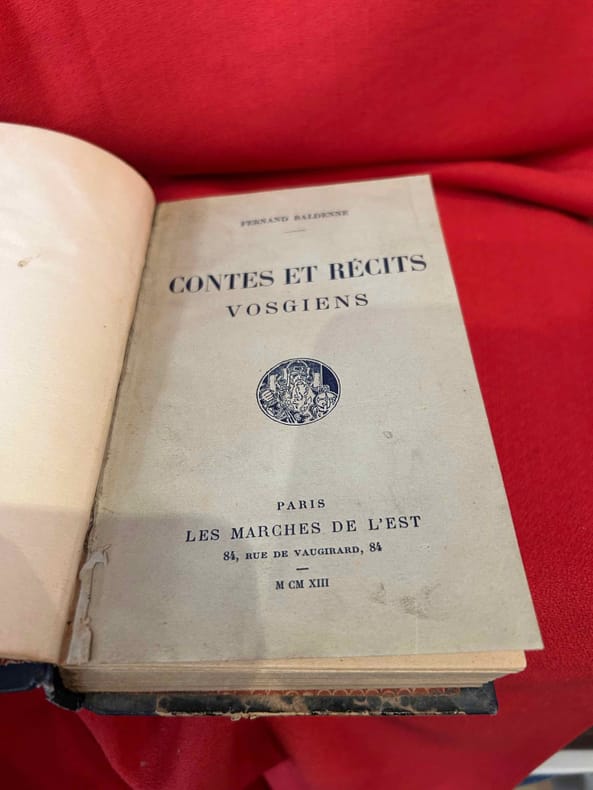 FERNAND BALDENNE
CONTES ET RÉCITS
VOSGIENS
PARIS
LES MARCHES DE L'EST
84, RUE DE VAUGIRARD, 84
M CM XIII